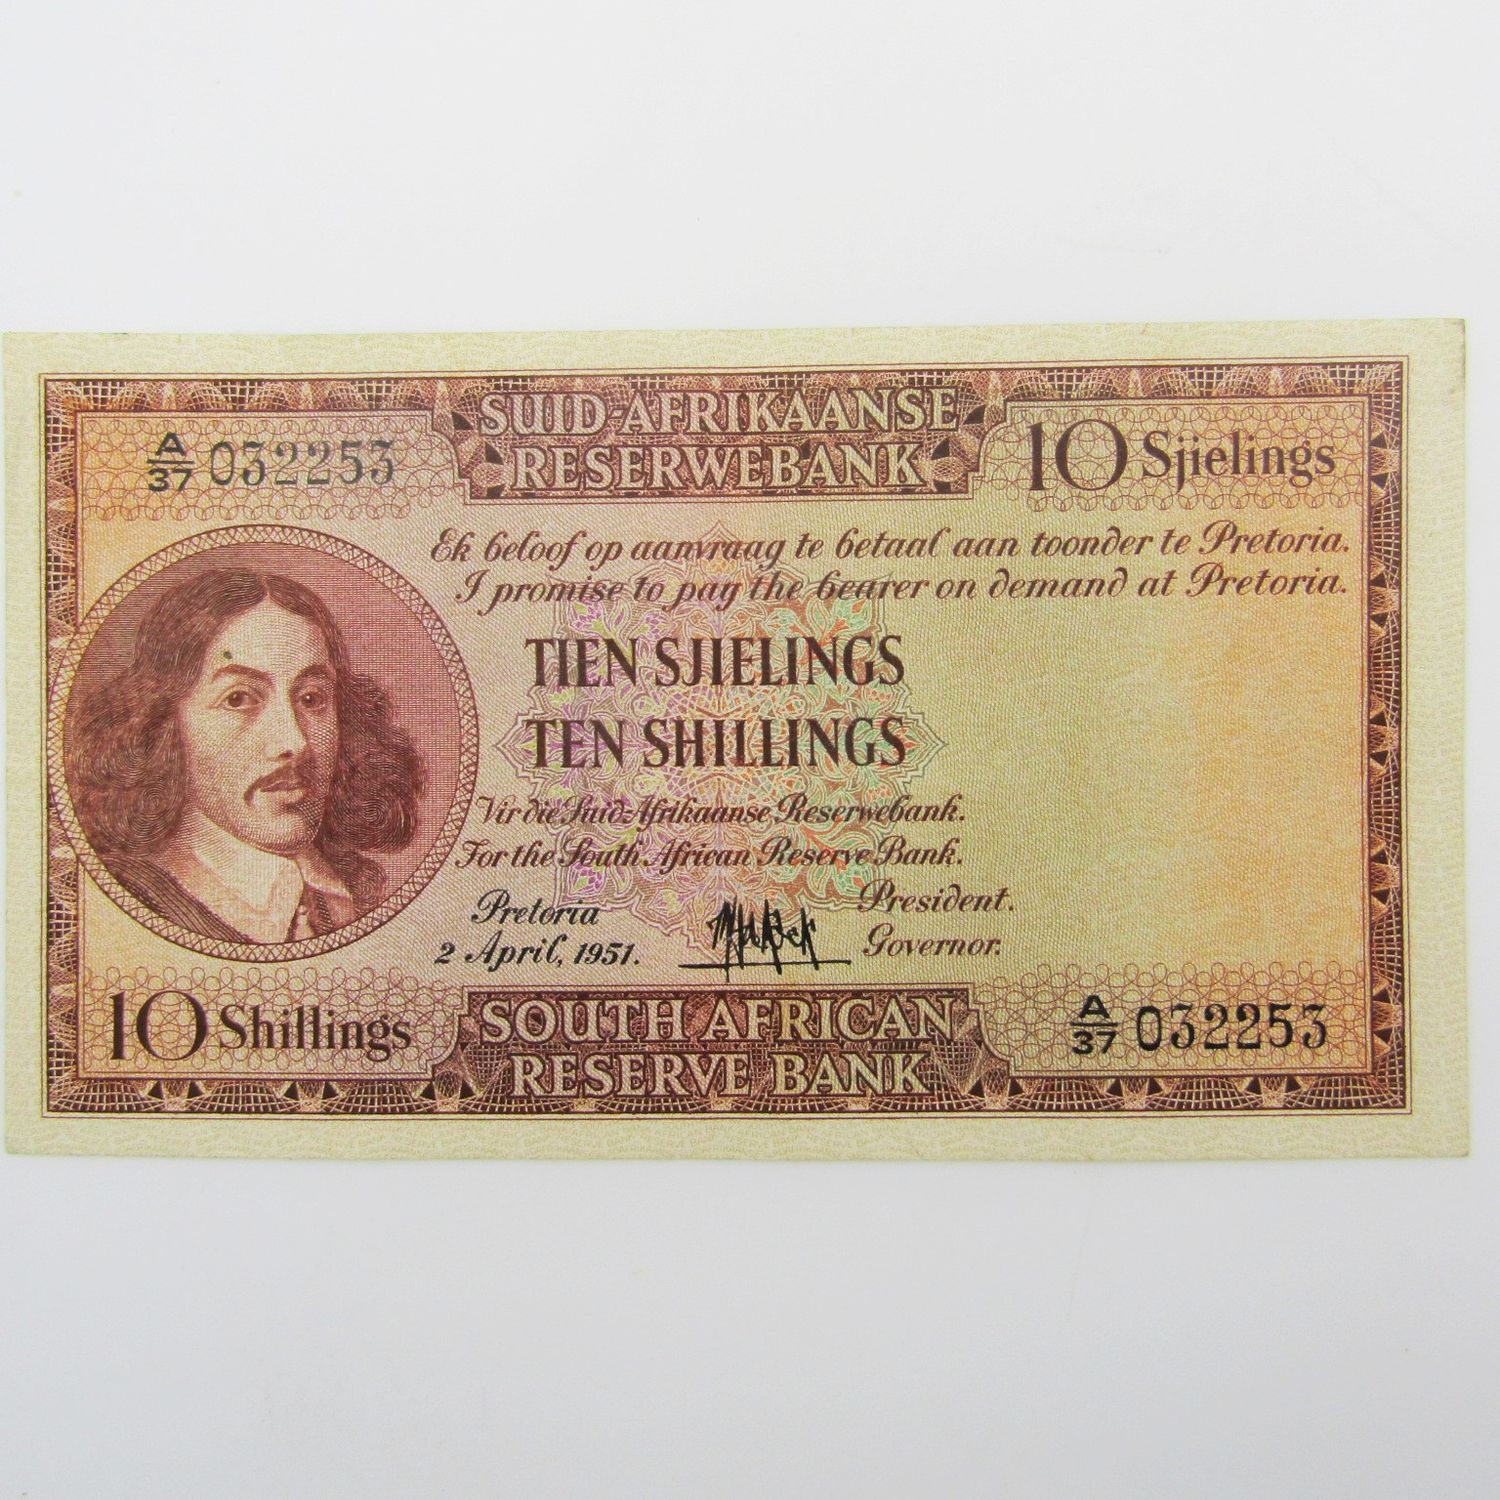 SUID-AFRIKAANSE
RESERWEBANK
A/37 032253
10 Sjielings
Ek beloof op aanvraag te betaal aan toonder te Pretoria.
I promise to pay the bearer on demand at Pretoria.
TIEN SJIELINGS
TEN SHILLINGS
Vir die Suid-Afrikaanse Reserwebank.
For the South African Reserve Bank.
Pretoria
2 April, 1951.
President.
Governor.
10 Shillings
SOUTH AFRICAN
RESERVE BANK
A/37 032253